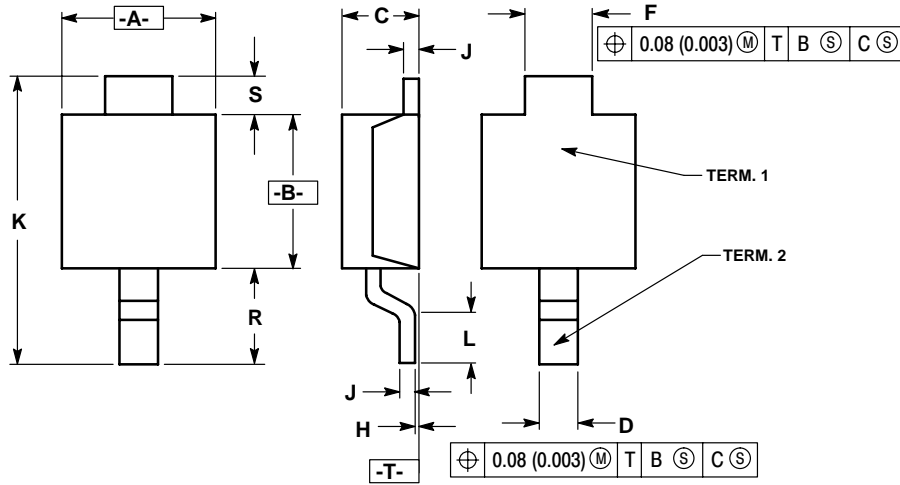 -A-
C
F
J
⌖ 0.08 (0.003) Ⓜ T B Ⓢ C Ⓢ
S
TERM. 1
-B-
K
TERM. 2
R
L
J
D
H
⌖ 0.08 (0.003) Ⓜ T B Ⓢ C Ⓢ
-T-